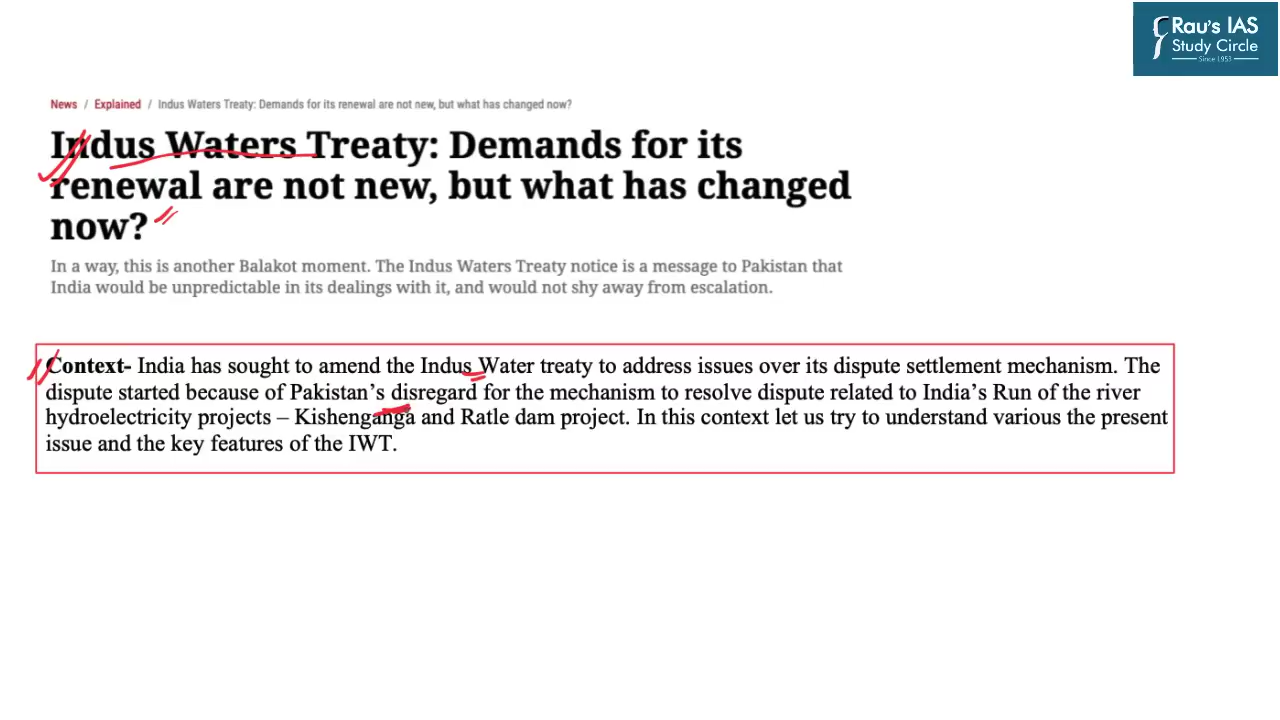 Rau's IAS
Study Circle
Since 1953
News / Explained / Indus Waters Treaty: Demands for its renewal are not new, but what has changed now?
Indus Waters Treaty: Demands for its
renewal are not new, but what has changed
now?
In a way, this is another Balakot moment. The Indus Waters Treaty notice is a message to Pakistan that
India would be unpredictable in its dealings with it, and would not shy away from escalation.
Context- India has sought to amend the Indus Water treaty to address issues over its dispute settlement mechanism. The
dispute started because of Pakistan's disregard for the mechanism to resolve dispute related to India's Run of the river
hydroelectricity projects – Kishenganga and Ratle dam project. In this context let us try to understand various the present
issue and the key features of the IWT.